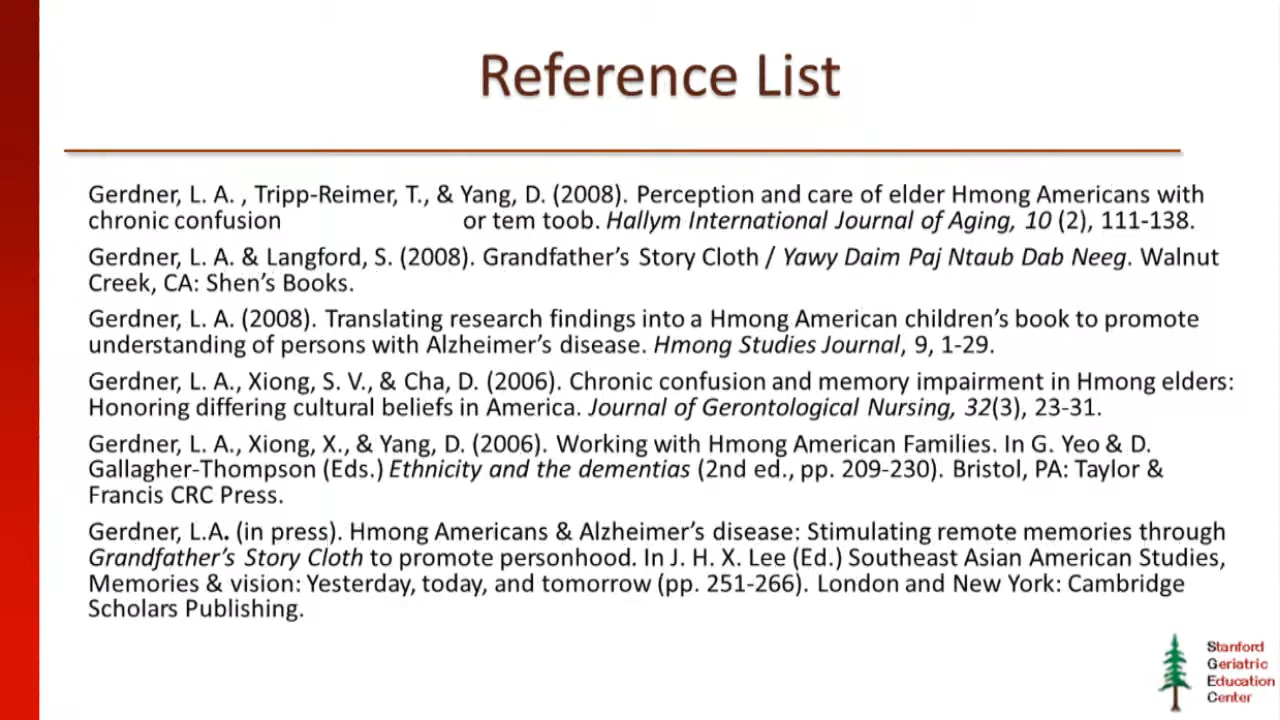 Reference List
Gerdner, L. A. , Tripp-Reimer, T., & Yang, D. (2008). Perception and care of elder Hmong Americans with
chronic confusion or tem toob. Hallym International Journal of Aging, 10 (2), 111-138.
Gerdner, L. A. & Langford, S. (2008). Grandfather’s Story Cloth / Yawy Daim Paj Ntaub Dab Neeg. Walnut
Creek, CA: Shen’s Books.
Gerdner, L. A. (2008). Translating research findings into a Hmong American children’s book to promote
understanding of persons with Alzheimer’s disease. Hmong Studies Journal, 9, 1-29.
Gerdner, L. A., Xiong, S. V., & Cha, D. (2006). Chronic confusion and memory impairment in Hmong elders:
Honoring differing cultural beliefs in America. Journal of Gerontological Nursing, 32(3), 23-31.
Gerdner, L. A., Xiong, X., & Yang, D. (2006). Working with Hmong American Families. In G. Yeo & D.
Gallagher-Thompson (Eds.) Ethnicity and the dementias (2nd ed., pp. 209-230). Bristol, PA: Taylor &
Francis CRC Press.
Gerdner, L.A. (in press). Hmong Americans & Alzheimer’s disease: Stimulating remote memories through
Grandfather’s Story Cloth to promote personhood. In J. H. X. Lee (Ed.) Southeast Asian American Studies,
Memories & vision: Yesterday, today, and tomorrow (pp. 251-266). London and New York: Cambridge
Scholars Publishing.
Stanford
Geriatric
Education
Center